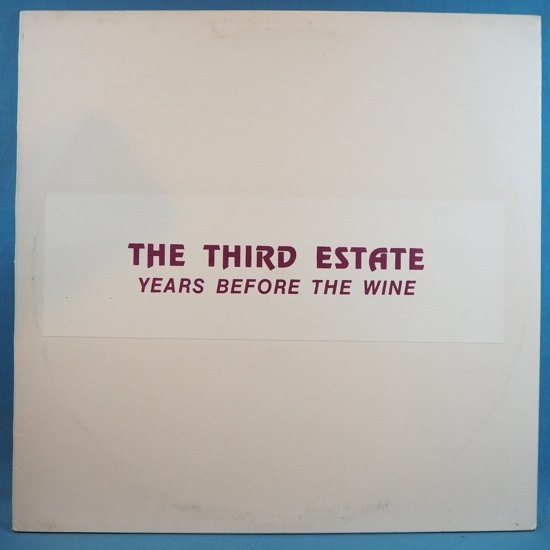 THE THIRD ESTATE
YEARS BEFORE THE WINE